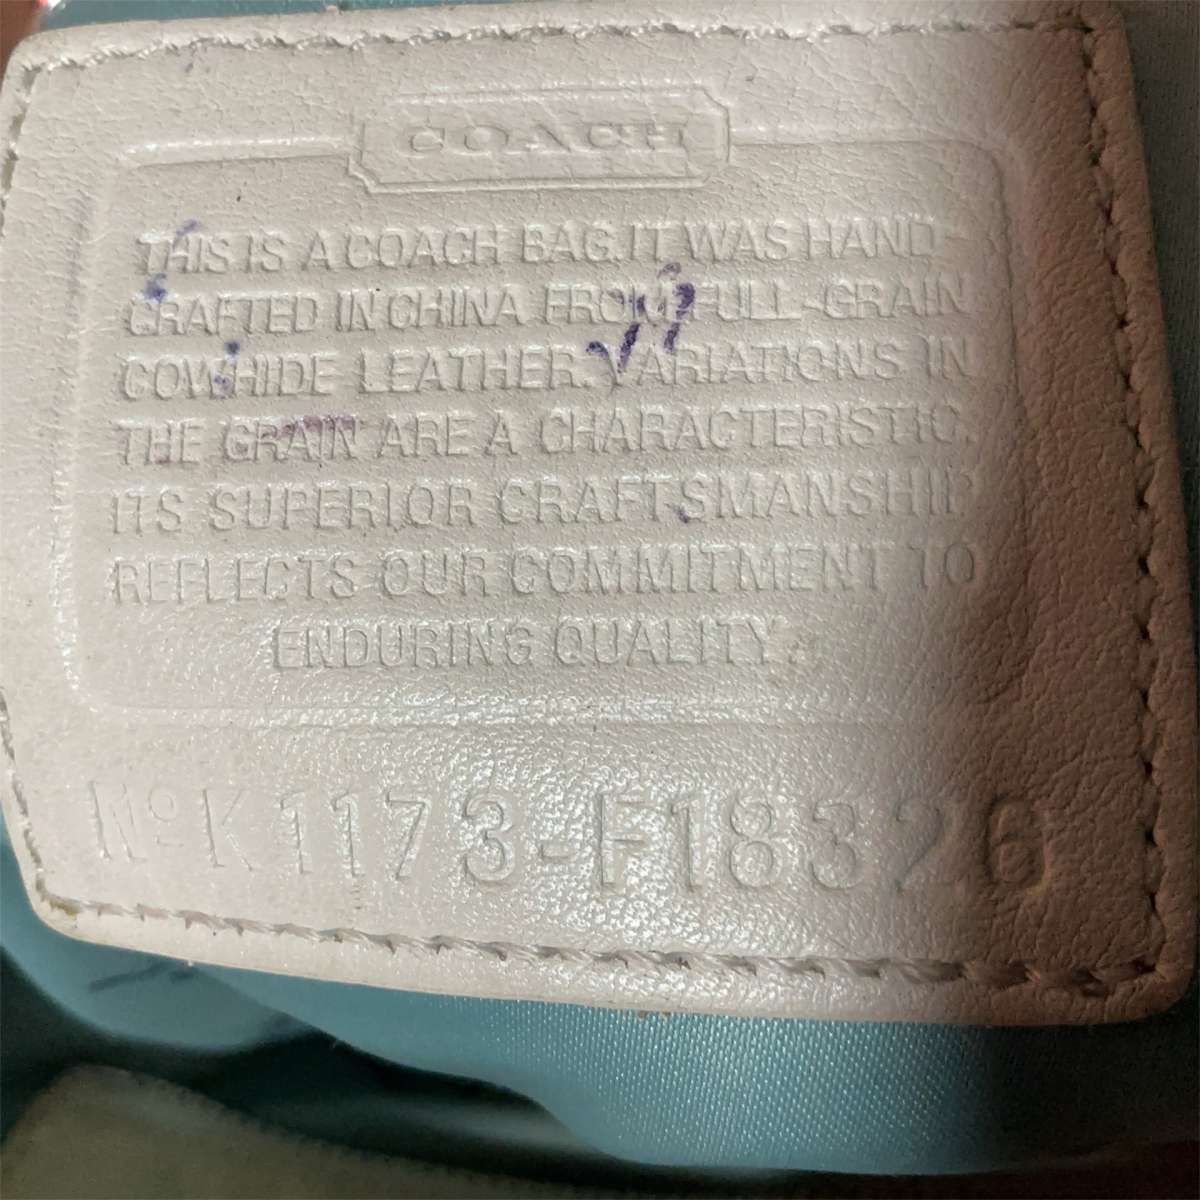 COACH
THIS IS A COACH BAG. IT WAS HAND-
CRAFTED IN CHINA FROM FULL-GRAIN
COWHIDE LEATHER. VARIATIONS IN
THE GRAIN ARE A CHARACTERISTIC.
ITS SUPERIOR CRAFTSMANSHIP
REFLECTS OUR COMMITMENT TO
ENDURING QUALITY.
Nº K1173-F18326